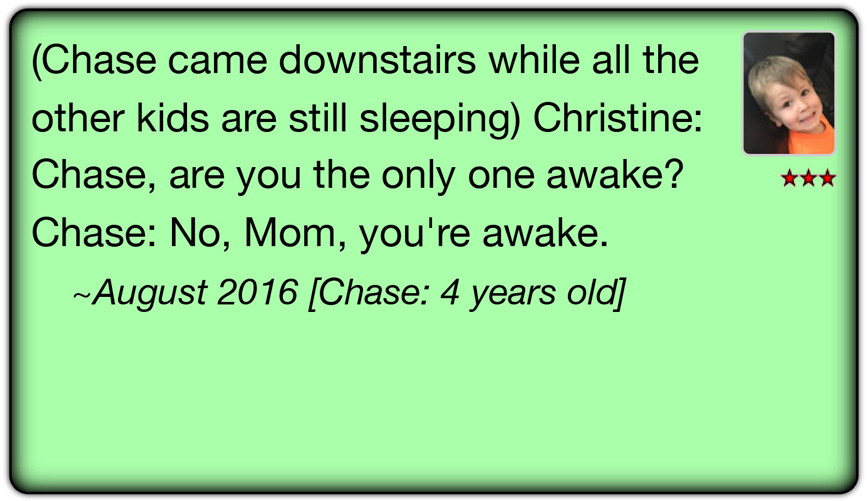 (Chase came downstairs while all the
other kids are still sleeping) Christine:
Chase, are you the only one awake?
Chase: No, Mom, you're awake.
~August 2016 [Chase: 4 years old]